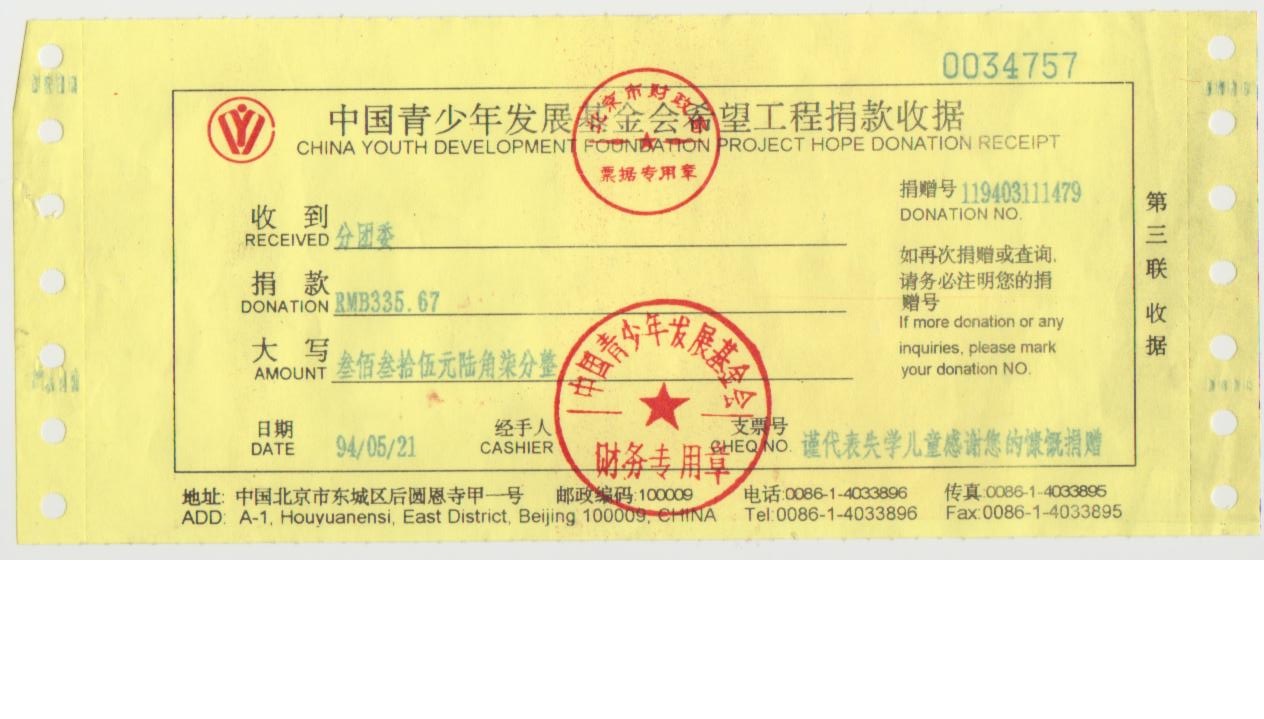 0034757
中国青少年发展基金会希望工程捐款收据
CHINA YOUTH DEVELOPMENT FOUNDATION PROJECT HOPE DONATION RECEIPT
北京市财政局
票据专用章
捐赠号 119403111479
DONATION NO.
收到
RECEIVED 分团委
如再次捐赠或查询,
请务必注明您的捐
赠号
If more donation or any
inquiries, please mark
your donation NO.
捐款
DONATION RMB335.67
大写
AMOUNT 叁佰叁拾伍元陆角柒分整
中国青少年发展基金会
财务专用章
日期
DATE 94/05/21
经手人
CASHIER
支票号
CHEQ NO. 谨代表失学儿童感谢您的慷慨捐赠
第三联 收据
地址: 中国北京市东城区后圆恩寺甲一号 邮政编码:100009 电话:0086-1-4033896 传真:0086-1-4033895
ADD: A-1, Houyuanensi, East District, Beijing 100009, CHINA Tel:0086-1-4033896 Fax:0086-1-4033895